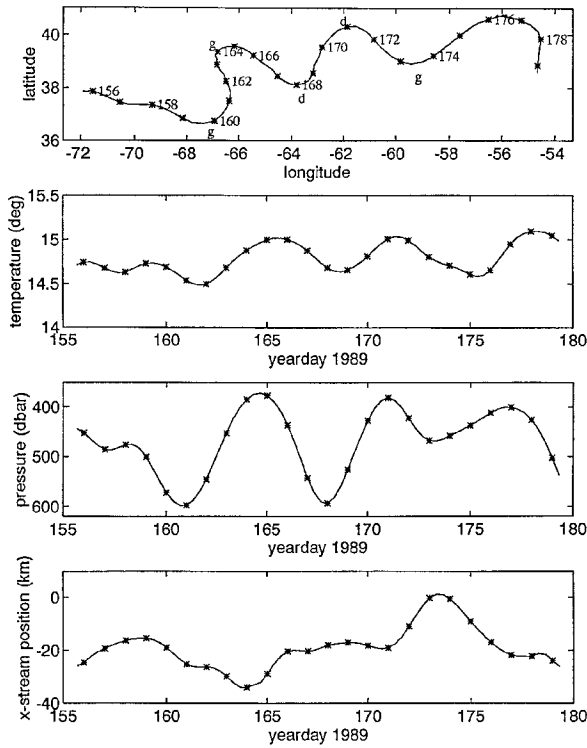 40
38
36
latitude
156
158
g
160
162
g
164
166
168
d
170
d
172
g
174
176
178
-72 -70 -68 -66 -64 -62 -60 -58 -56 -54
longitude
15.5
15
14.5
14
temperature (deg)
155 160 165 170 175 180
yearday 1989
400
500
600
pressure (dbar)
155 160 165 170 175 180
yearday 1989
0
-20
-40
x-stream position (km)
155 160 165 170 175 180
yearday 1989